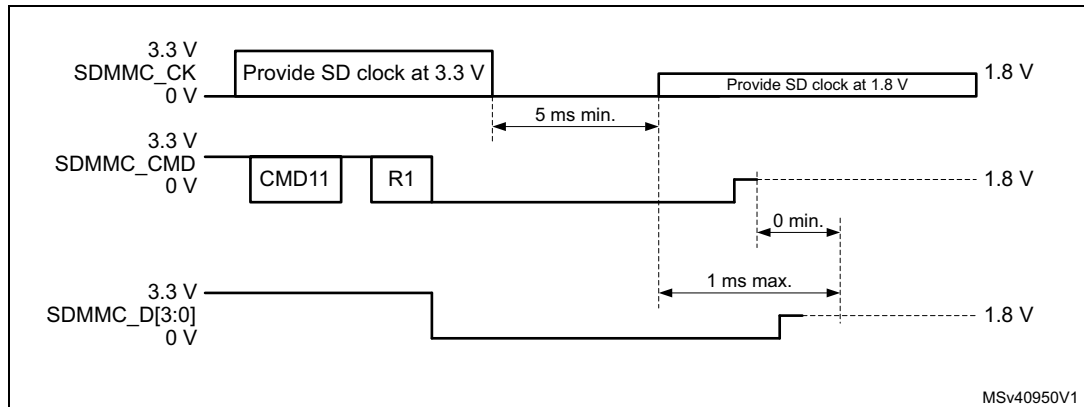 3.3 V
SDMMC_CK
0 V
Provide SD clock at 3.3 V
Provide SD clock at 1.8 V
1.8 V
5 ms min.
3.3 V
SDMMC_CMD
0 V
CMD11
R1
1.8 V
0 min.
1 ms max.
3.3 V
SDMMC_D[3:0]
0 V
1.8 V
MSv40950V1